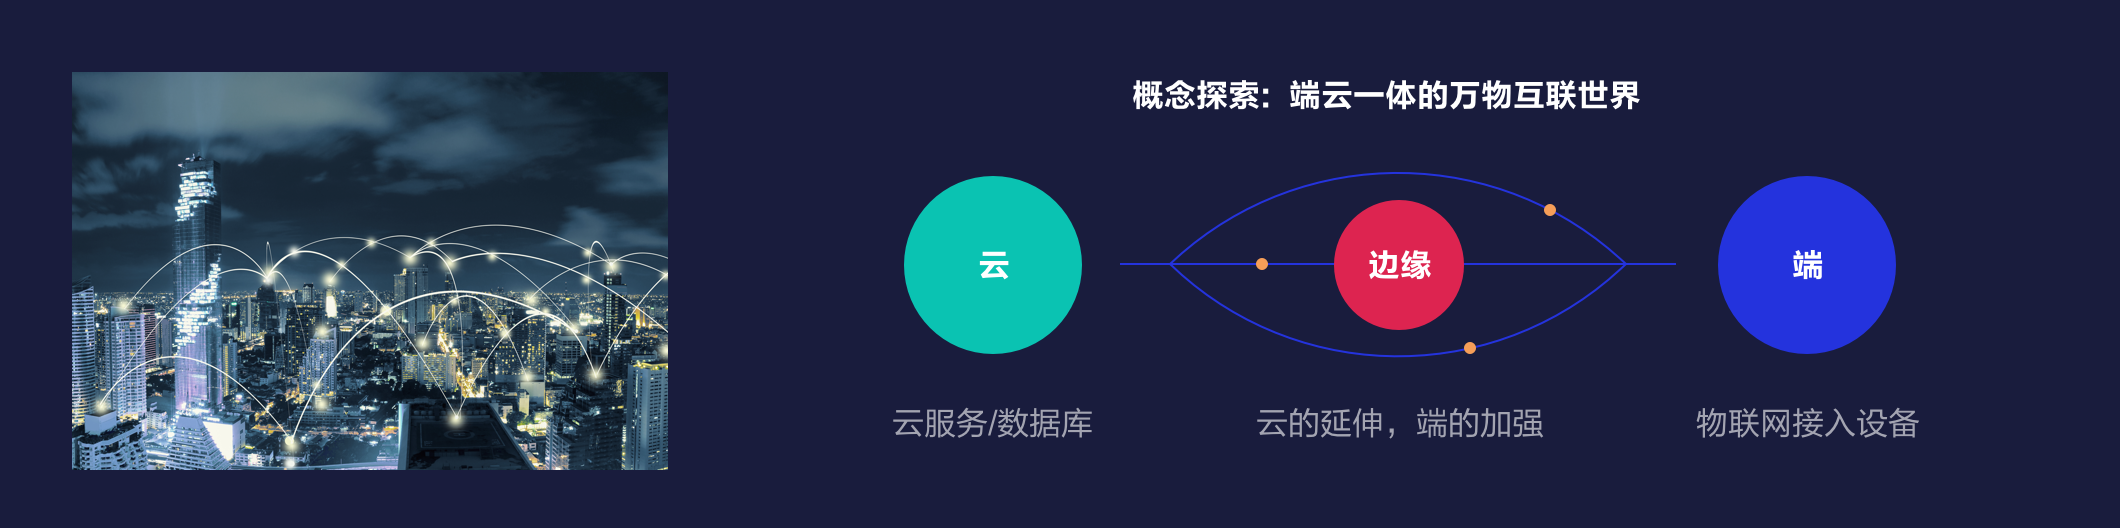 概念探索：端云一体的万物互联世界
云
边缘
端
云服务/数据库
云的延伸，端的加强
物联网接入设备